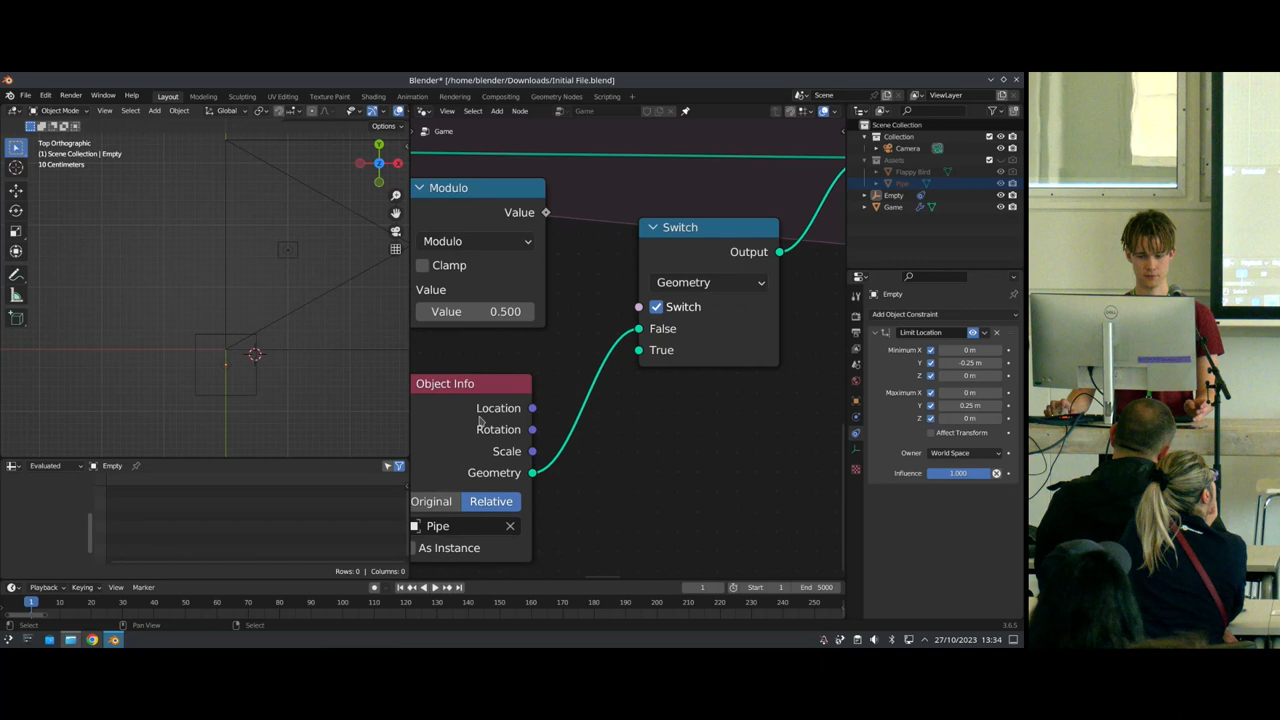 Blender* [/home/blender/Downloads/Initial File.blend]
File Edit Render Window Help Layout Modeling Sculpting UV Editing Texture Paint Shading Animation Rendering Compositing Geometry Nodes Scripting + Scene ViewLayer
Object Mode View Select Add Object Global View Select Add Node Game
Options
Top Orthographic
(1) Scene Collection | Empty
10 Centimeters
Y
X
Z
Game
Modulo
Value
Modulo
Clamp
Value
Value 0.500
Switch
Output
Geometry
Switch
False
True
Object Info
Location
Rotation
Scale
Geometry
Original Relative
Pipe
As Instance
Scene Collection
Collection
Camera
Assets
Flappy Bird
Pipe
Empty
Game
Empty
Add Object Constraint
Limit Location
Minimum X 0 m
Y -0.25 m
Z 0 m
Maximum X 0 m
Y 0.25 m
Z 0 m
Affect Transform
Owner World Space
Influence 1.000
Evaluated Empty
Rows: 0 | Columns: 0
Playback Keying View Marker 1 Start 1 End 5000
1 10 20 30 40 50 60 70 80 90 100 110 120 130 140 150 160 170 180 190 200 210 220 230 240 250
Select Pan View Select 3.6.5
27/10/2023 13:34
DELL